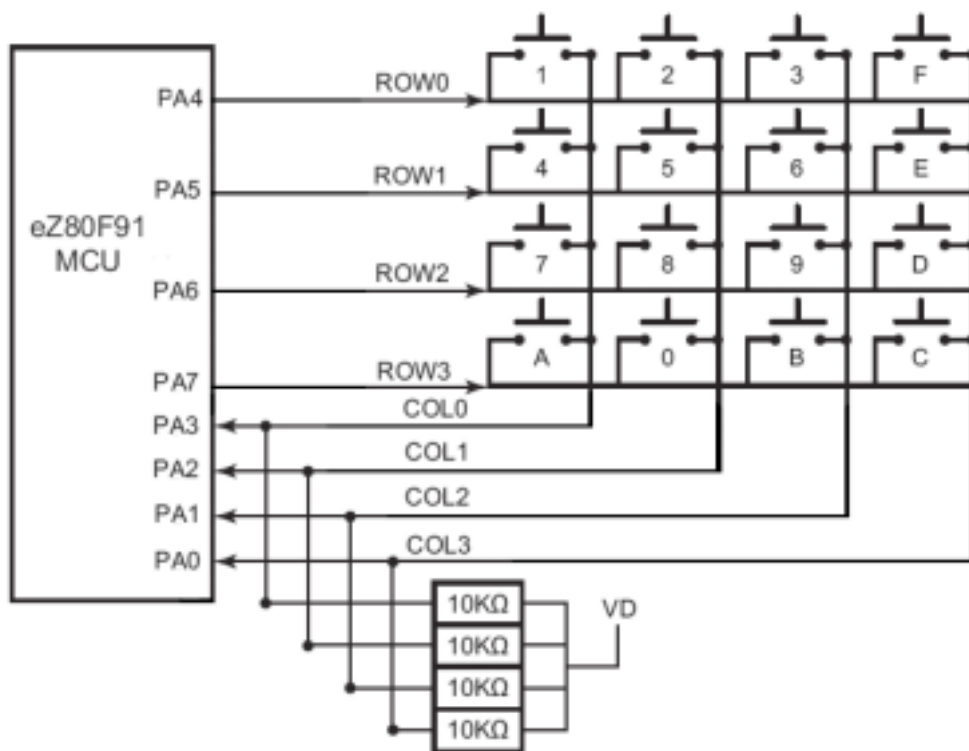 1 2 3 F
PA4 ROW0
4 5 6 E
PA5 ROW1
eZ80F91
MCU
7 8 9 D
PA6 ROW2
A 0 B C
PA7 ROW3
PA3 COL0
PA2 COL1
PA1 COL2
PA0 COL3
10KΩ VD
10KΩ
10KΩ
10KΩ